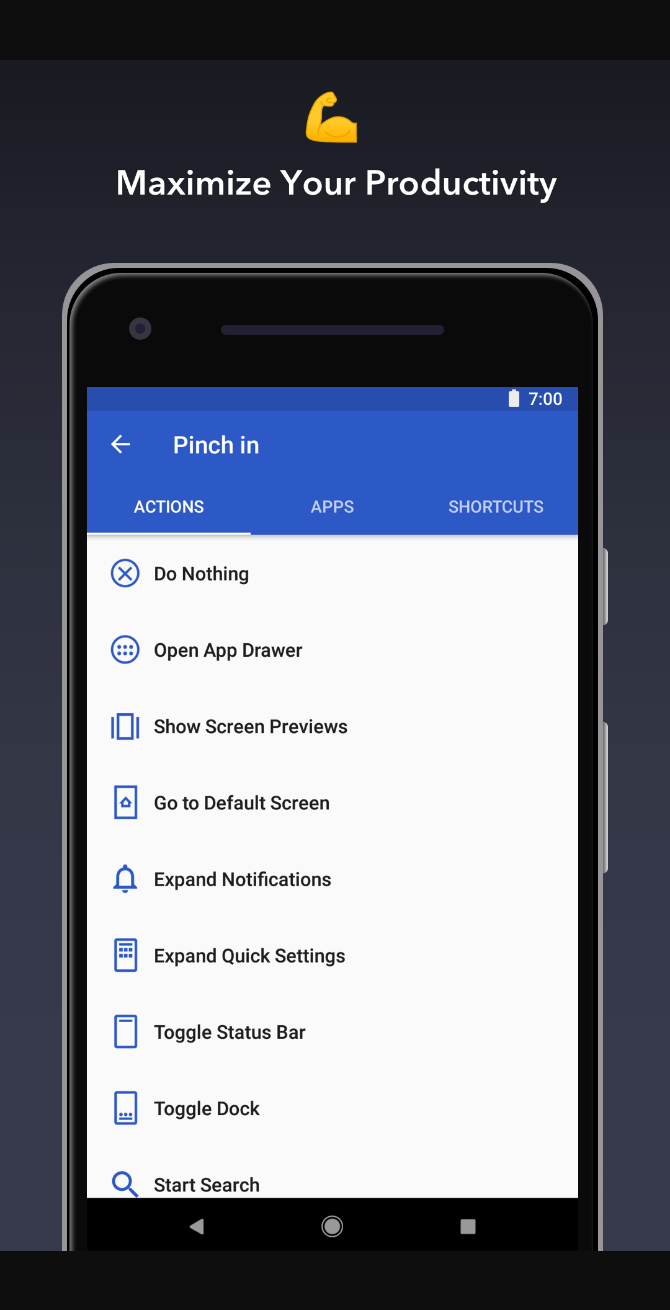 Maximize Your Productivity
7:00
Pinch in
ACTIONS APPS SHORTCUTS
Do Nothing
Open App Drawer
Show Screen Previews
Go to Default Screen
Expand Notifications
Expand Quick Settings
Toggle Status Bar
Toggle Dock
Start Search